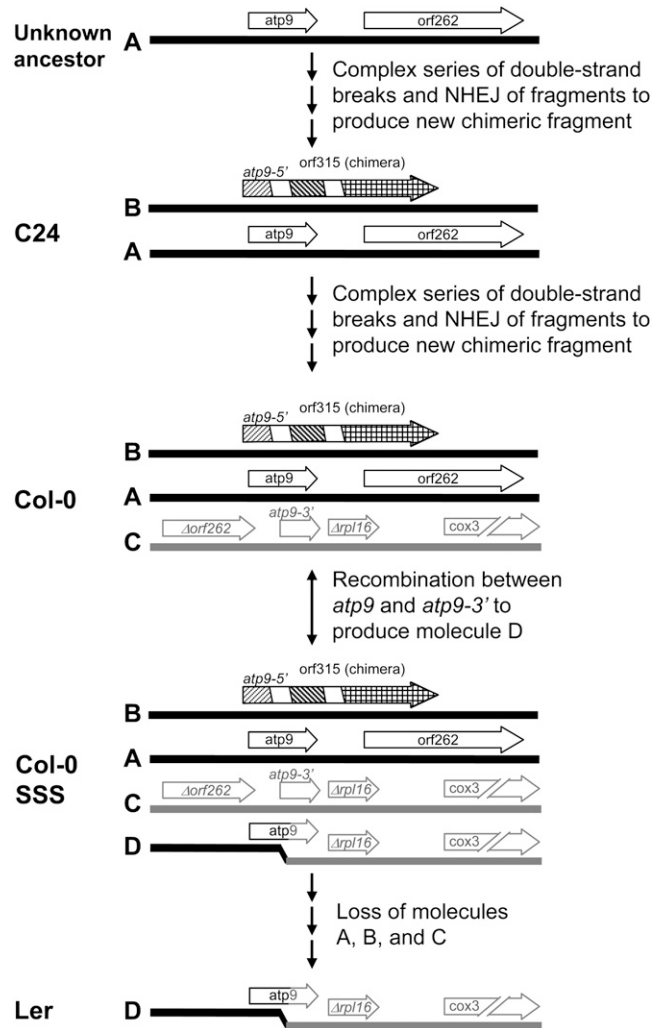 atp9 orf262
Unknown
ancestor
A
Complex series of double-strand
breaks and NHEJ of fragments to
produce new chimeric fragment
atp9-5' orf315 (chimera)
B
C24
atp9 orf262
A
Complex series of double-strand
breaks and NHEJ of fragments to
produce new chimeric fragment
atp9-5' orf315 (chimera)
B
atp9 orf262
Col-0
A
atp9-3'
Δorf262 Δrpl16 cox3
C
Recombination between
atp9 and atp9-3' to
produce molecule D
atp9-5' orf315 (chimera)
B
atp9 orf262
Col-0
SSS
A
atp9-3'
Δorf262 Δrpl16 cox3
C
atp9 Δrpl16 cox3
D
Loss of molecules
A, B, and C
atp9 Δrpl16 cox3
Ler D